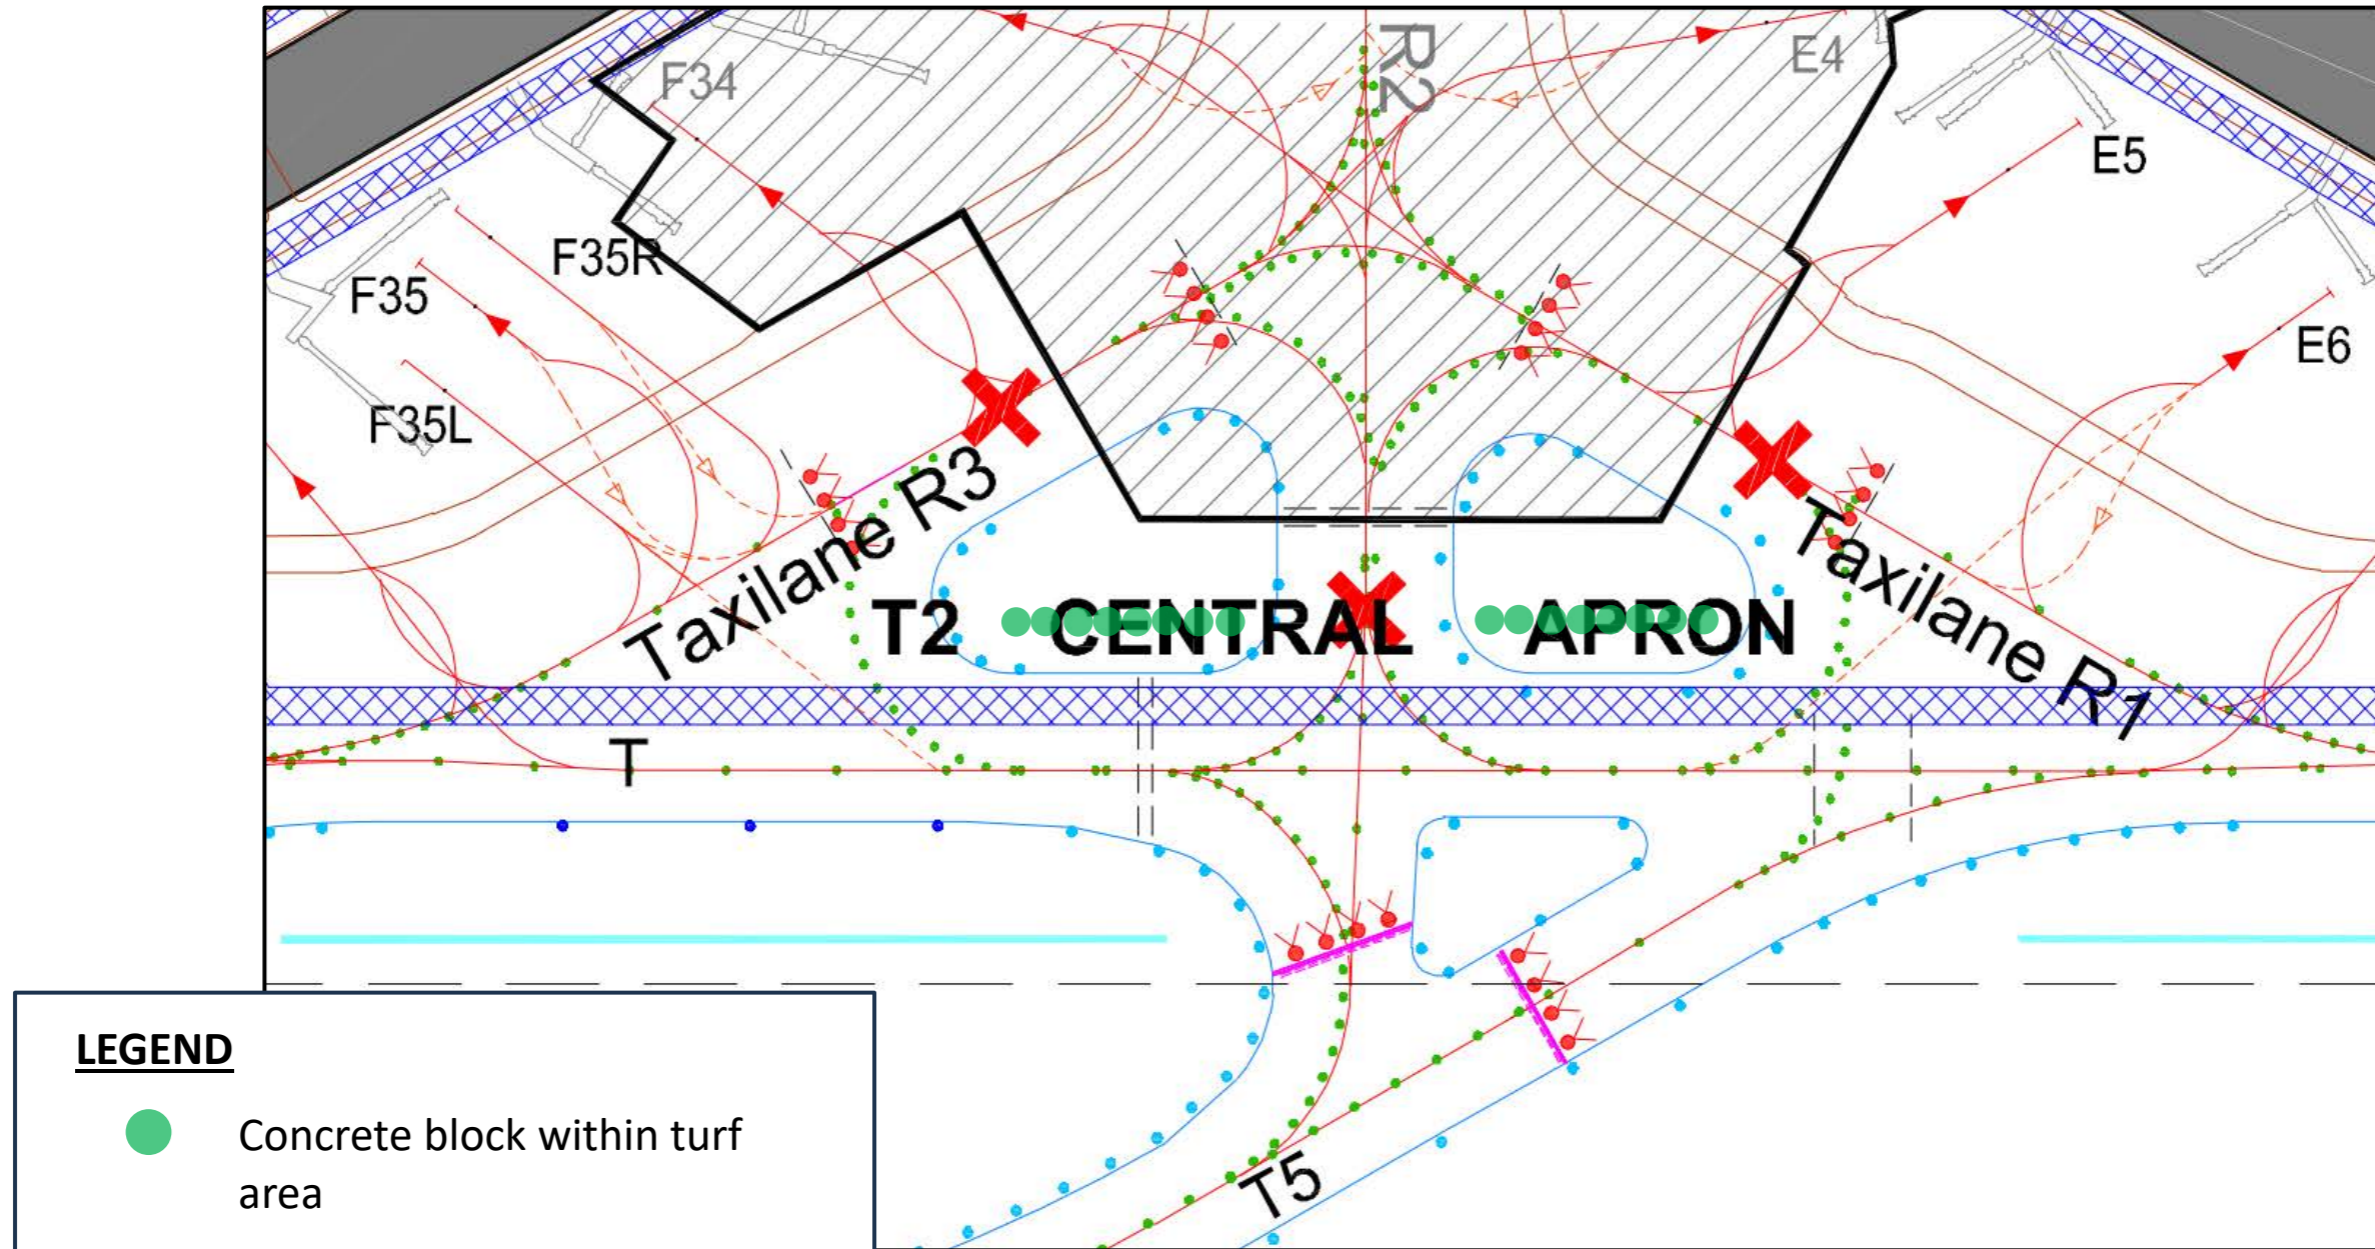 R2
F34
E4
E5
F35R
F35
E6
F35L
Taxilane R3
Taxilane R1
T2 CENTRAL APRON
T
T5
LEGEND
Concrete block within turf
area